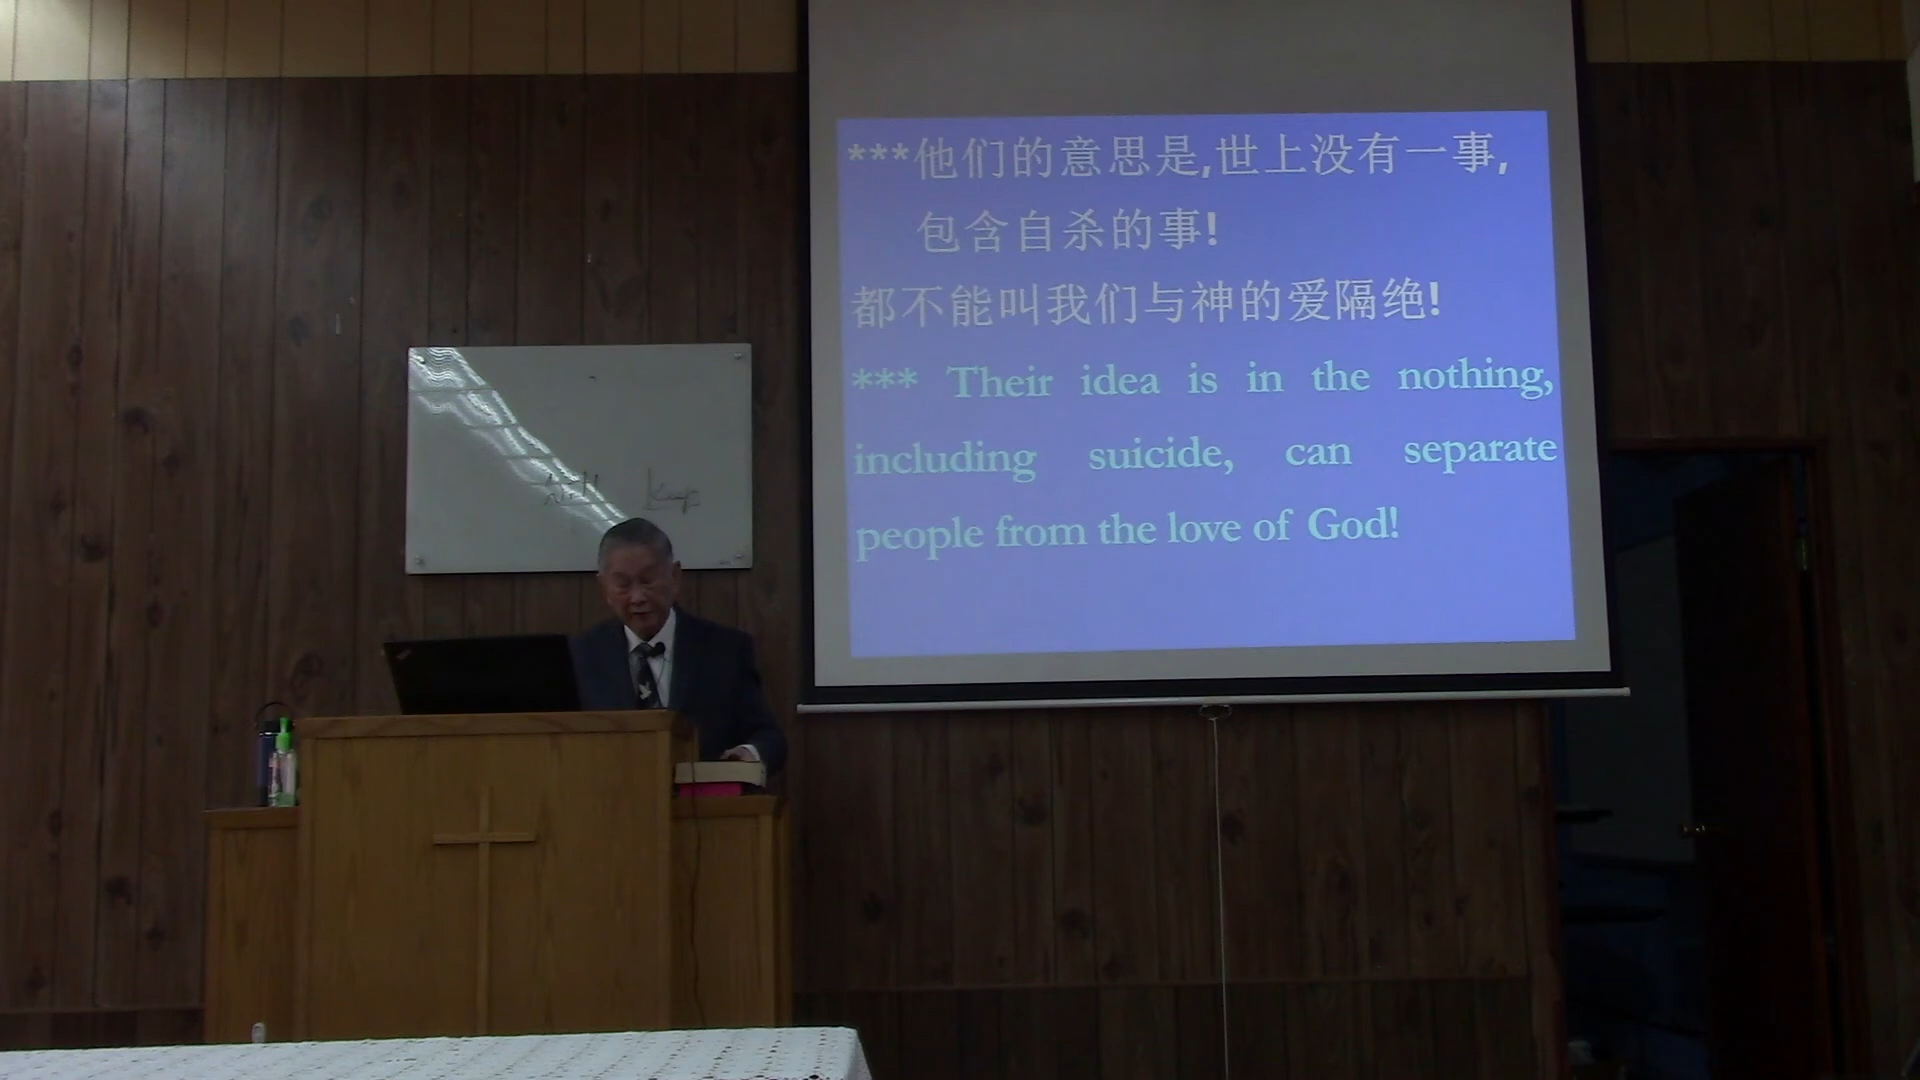 ***他们的意思是,世上没有一事,
包含自杀的事!
都不能叫我们与神的爱隔绝!
*** Their idea is in the nothing,
including suicide, can separate
people from the love of God!